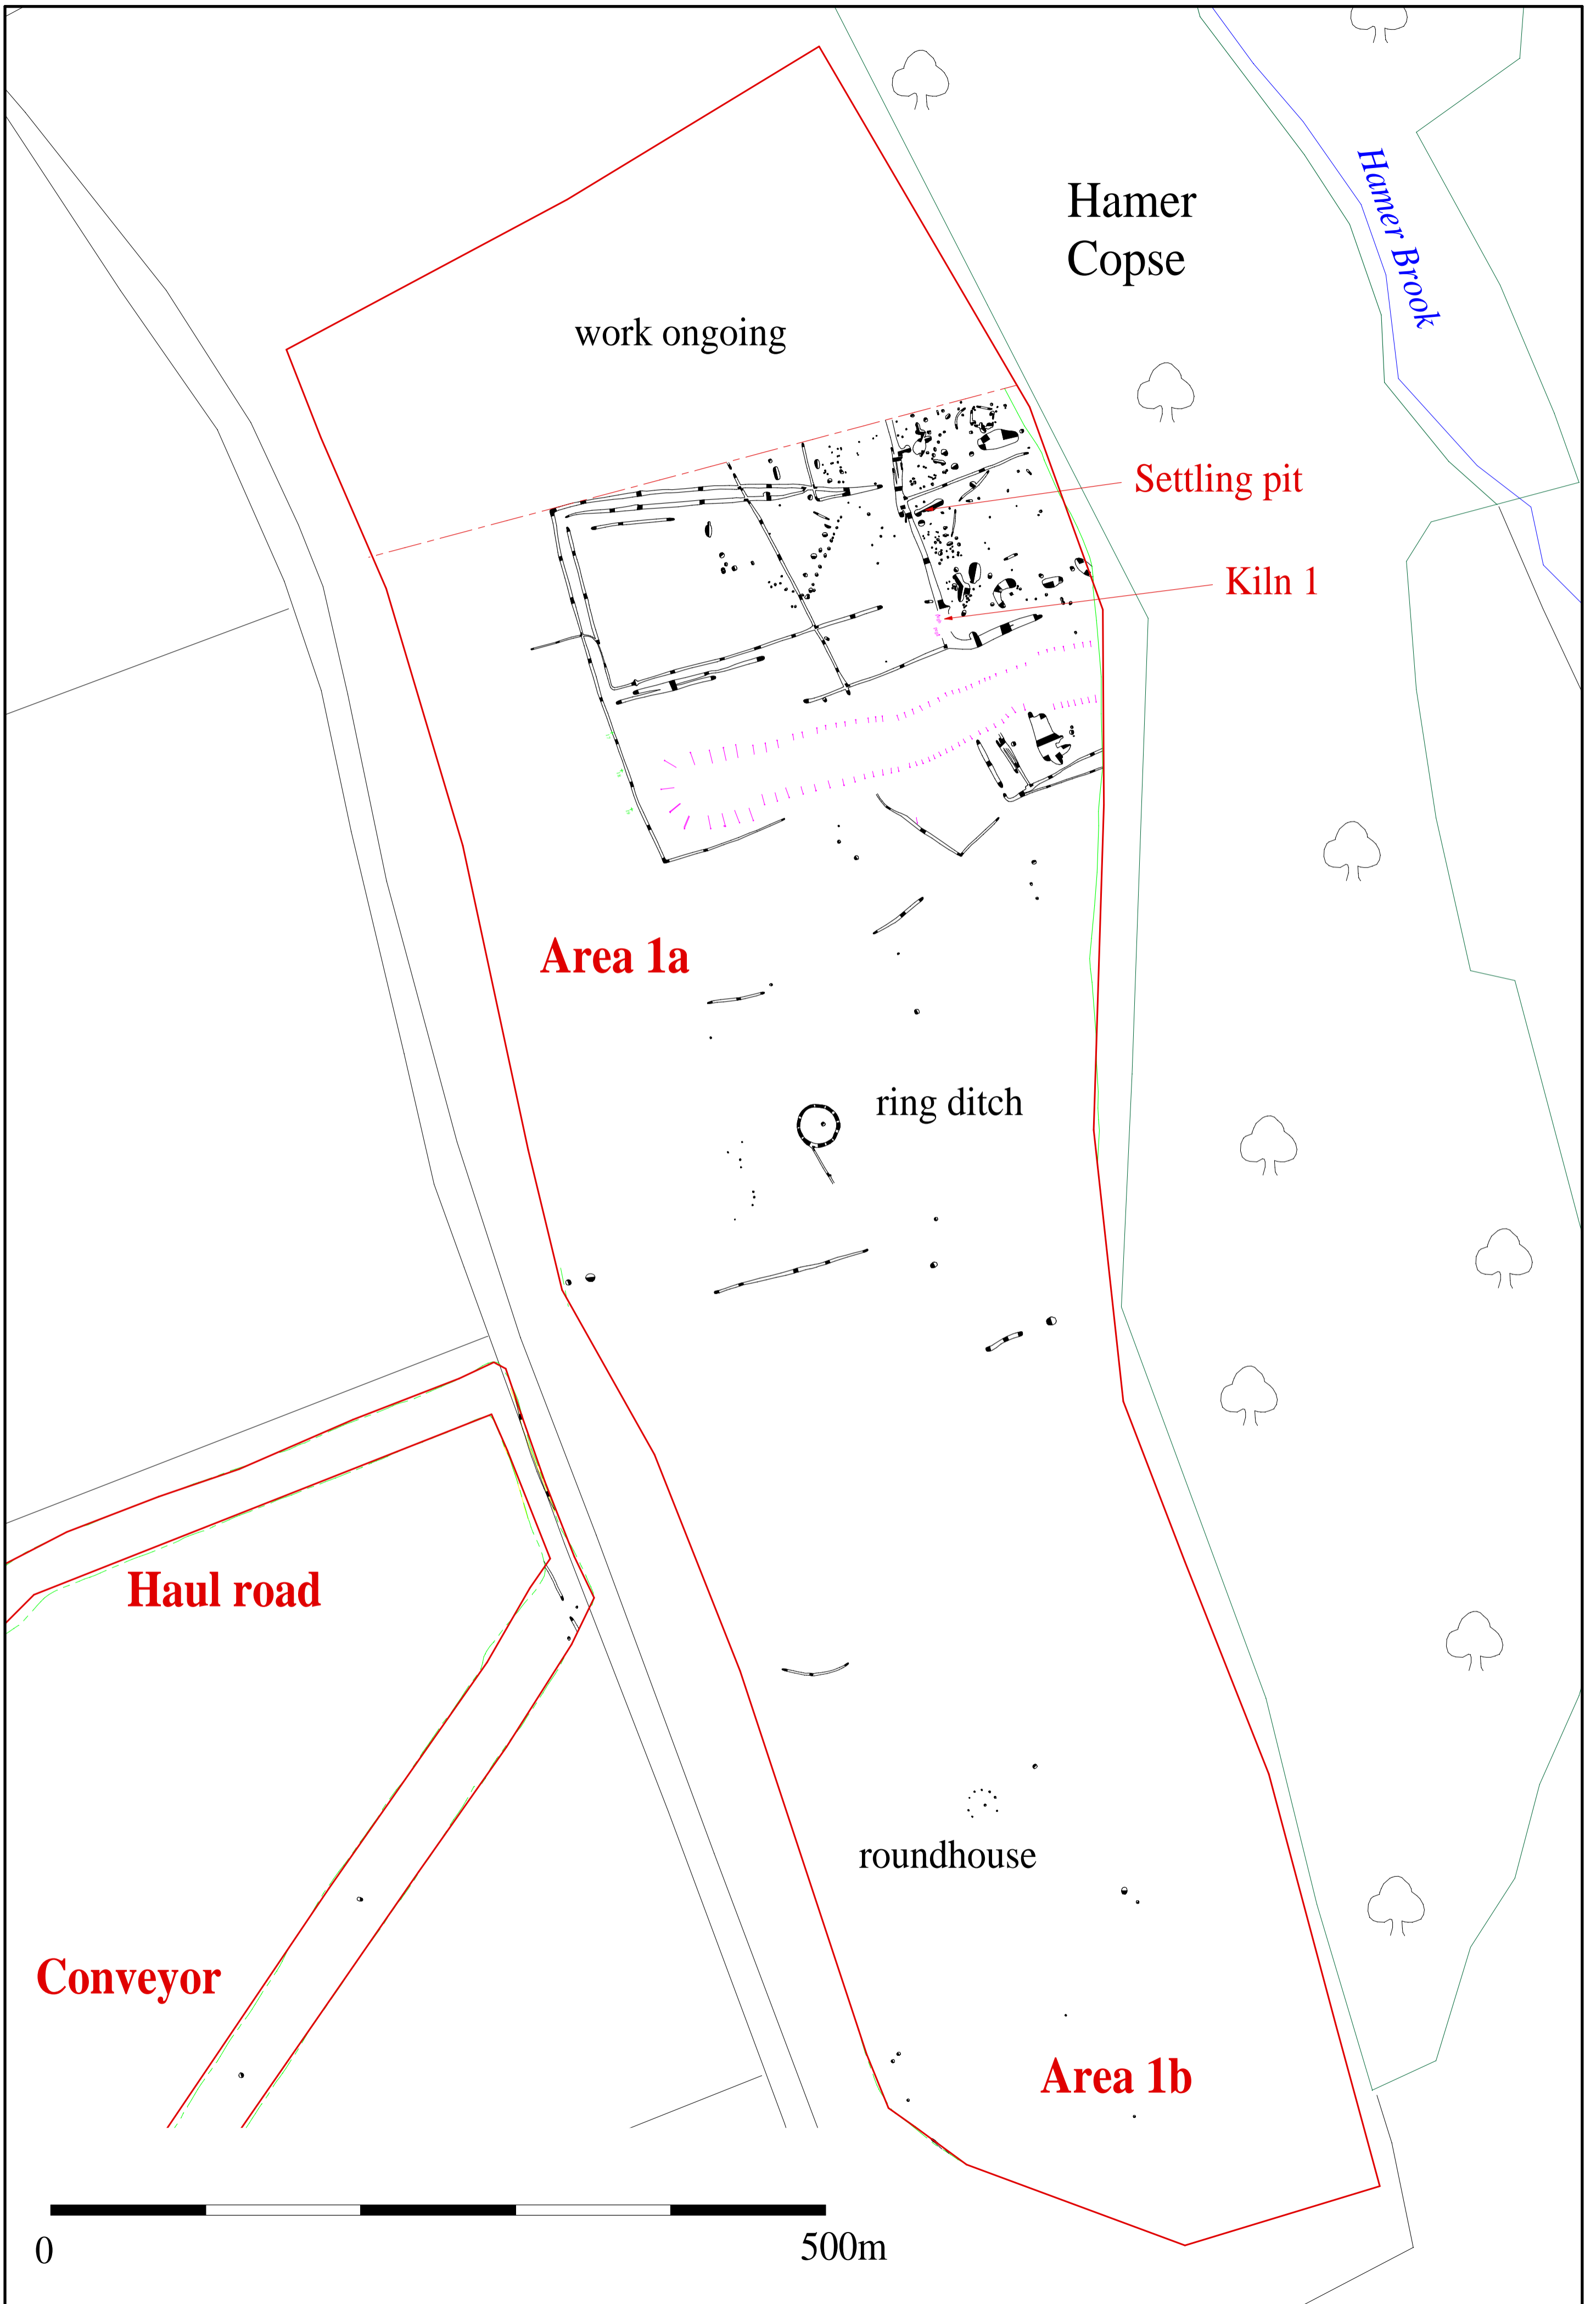 Hamer
Copse
Hamer Brook
work ongoing
Settling pit
Kiln 1
Area 1a
ring ditch
Haul road
roundhouse
Conveyor
Area 1b
0
500m